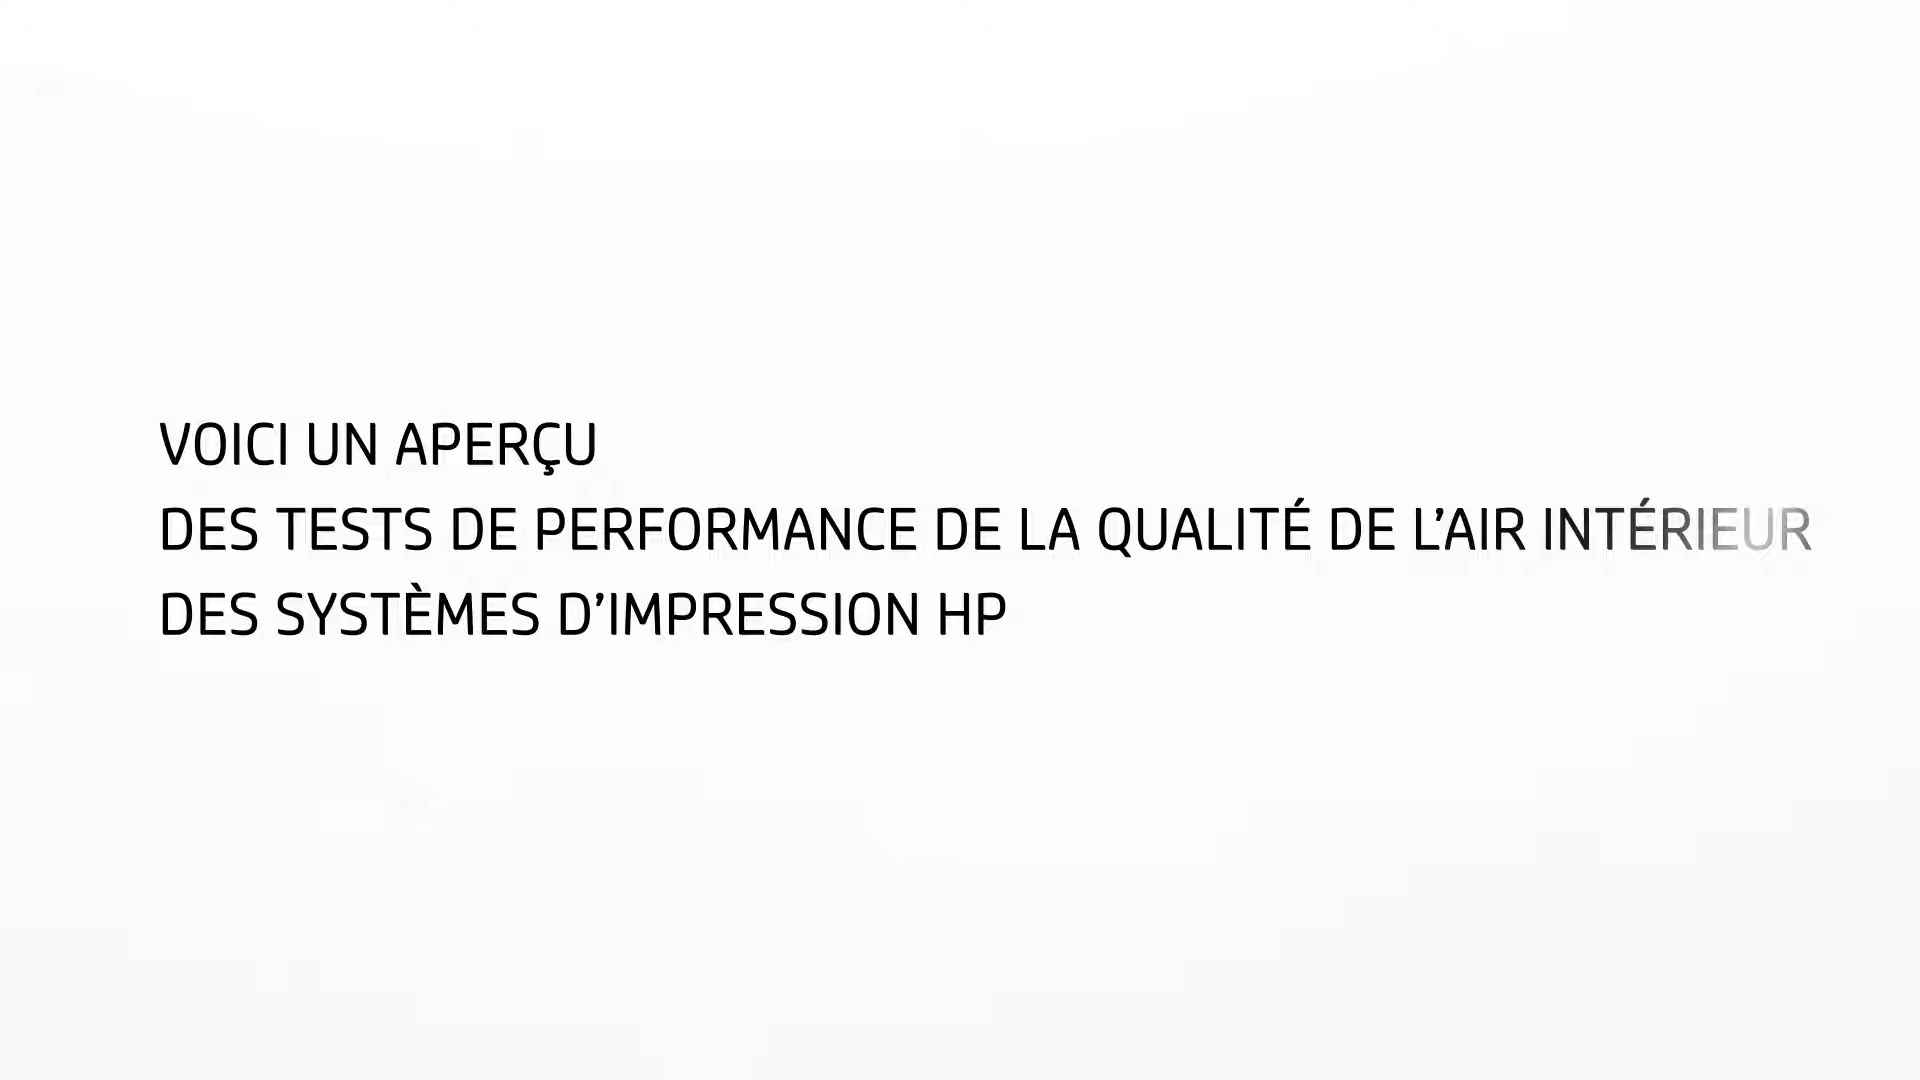 VOICI UN APERÇU
DES TESTS DE PERFORMANCE DE LA QUALITÉ DE L’AIR INTÉRIEUR
DES SYSTÈMES D’IMPRESSION HP